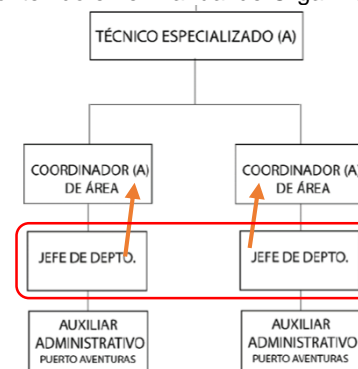 TÉCNICO ESPECIALIZADO (A)
COORDINADOR (A)
DE ÁREA
COORDINADOR (A)
DE ÁREA
JEFE DE DEPTO.
JEFE DE DEPTO.
AUXILIAR
ADMINISTRATIVO
PUERTO AVENTURAS
AUXILIAR
ADMINISTRATIVO
PUERTO AVENTURAS